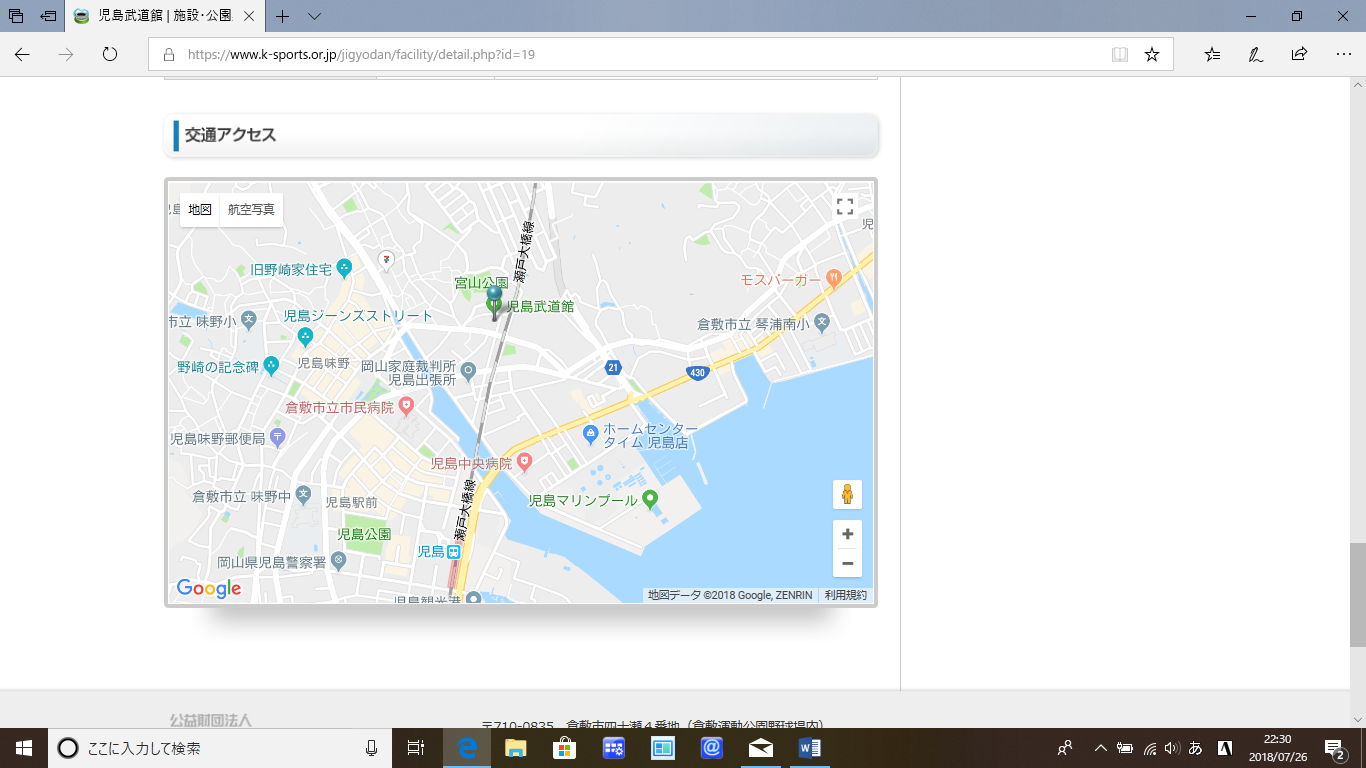 児島武道館 | 施設・公園
https://www.k-sports.or.jp/jigyodan/facility/detail.php?id=19
交通アクセス
地図
航空写真
瀬戸大橋線
旧野崎家住宅
宮山公園
児島武道館
モスバーガー
市立 味野小
児島ジーンズストリート
倉敷市立 琴浦南小
野崎の記念碑
児島味野
岡山家庭裁判所
児島出張所
21
430
倉敷市立市民病院
児島味野郵便局
ホームセンター
タイム 児島店
児島中央病院
倉敷市立 味野中
児島駅前
瀬戸大橋線
児島マリンプール
児島公園
児島
岡山県児島警察署
児島観光港
Google
地図データ ©2018 Google, ZENRIN
利用規約
公益財団法人
〒710-0835 倉敷市四十瀬4番地（倉敷運動公園野球場内）
ここに入力して検索
あ
A
22:30
2018/07/26
2